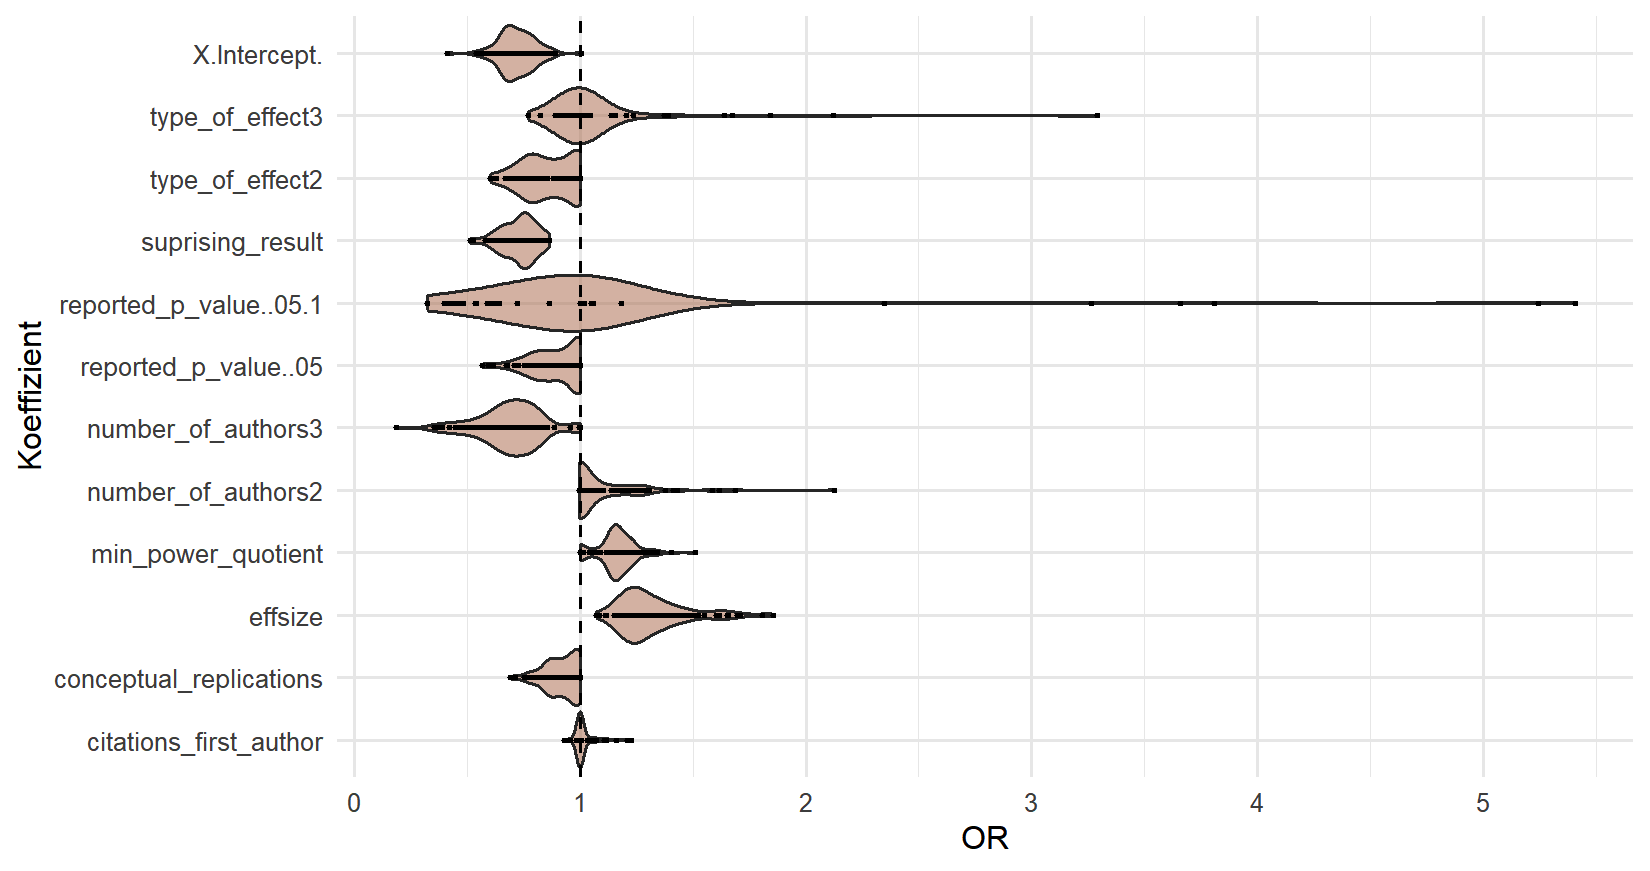 Koeffizient
X.Intercept.
type_of_effect3
type_of_effect2
suprising_result
reported_p_value..05.1
reported_p_value..05
number_of_authors3
number_of_authors2
min_power_quotient
effsize
conceptual_replications
citations_first_author
0 1 2 3 4 5
OR